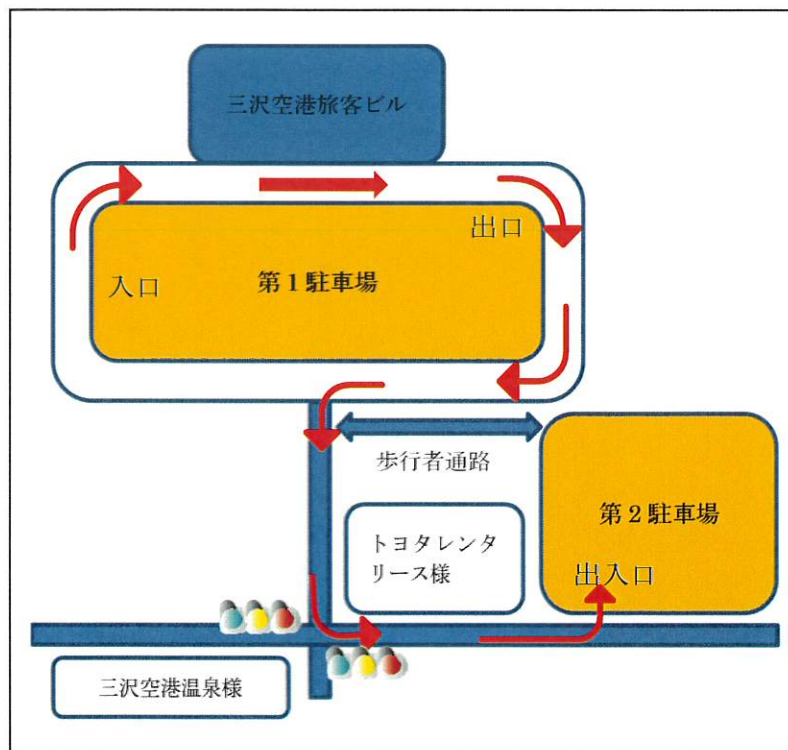 三沢空港旅客ビル
出口
入口
第１駐車場
歩行者通路
第２駐車場
トヨタレンタ
リース様
出入口
三沢空港温泉様